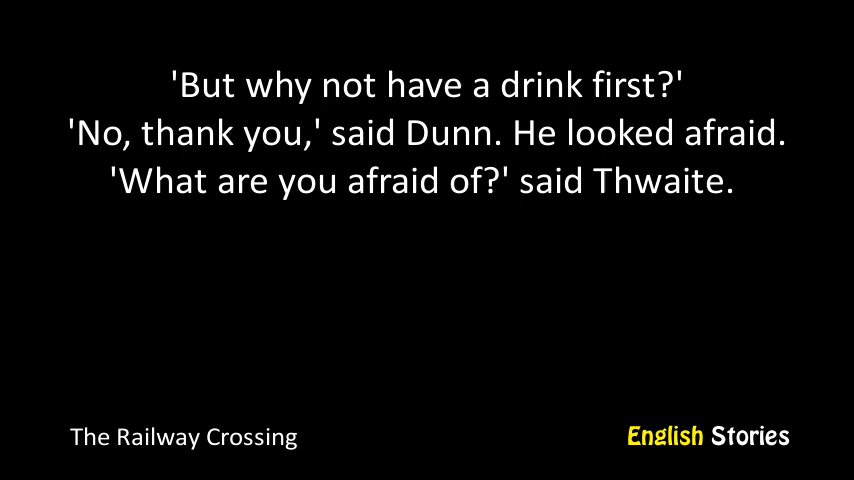 'But why not have a drink first?'
'No, thank you,' said Dunn. He looked afraid.
'What are you afraid of?' said Thwaite.
The Railway Crossing
English Stories